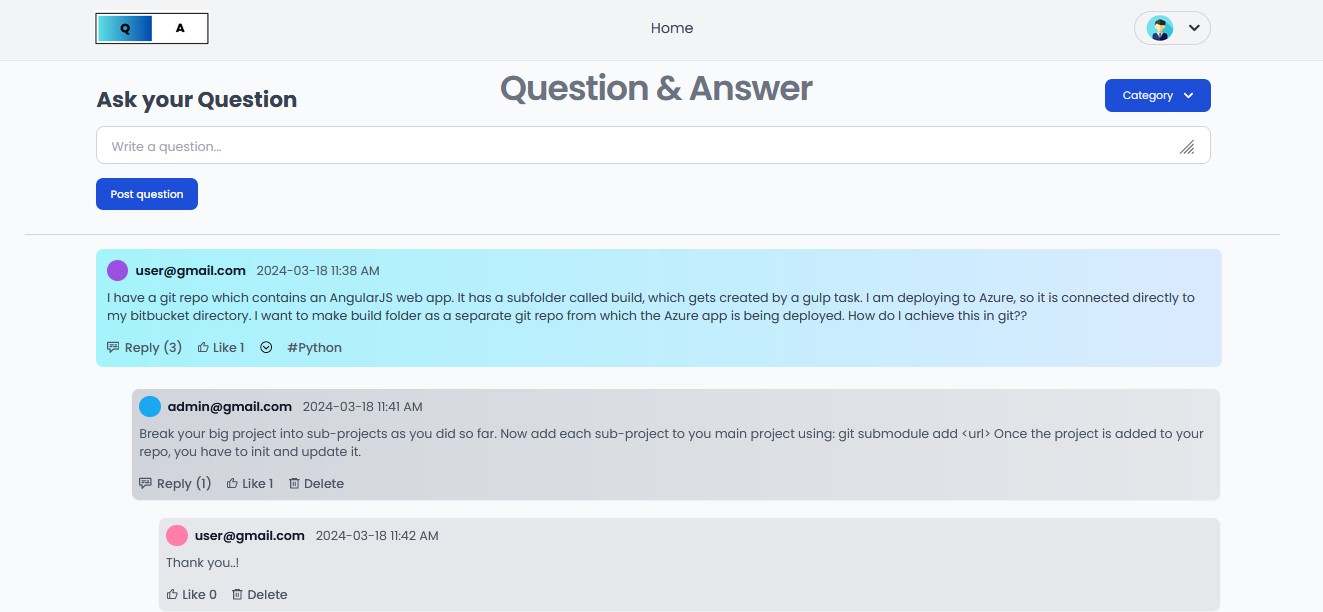 Q A
Home
Question & Answer
Ask your Question
Category
Write a question...
Post question
user@gmail.com 2024-03-18 11:38 AM
I have a git repo which contains an AngularJS web app. It has a subfolder called build, which gets created by a gulp task. I am deploying to Azure, so it is connected directly to
my bitbucket directory. I want to make build folder as a separate git repo from which the Azure app is being deployed. How do I achieve this in git??
Reply (3) Like 1 #Python
admin@gmail.com 2024-03-18 11:41 AM
Break your big project into sub-projects as you did so far. Now add each sub-project to you main project using: git submodule add <url> Once the project is added to your
repo, you have to init and update it.
Reply (1) Like 1 Delete
user@gmail.com 2024-03-18 11:42 AM
Thank you..!
Like 0 Delete